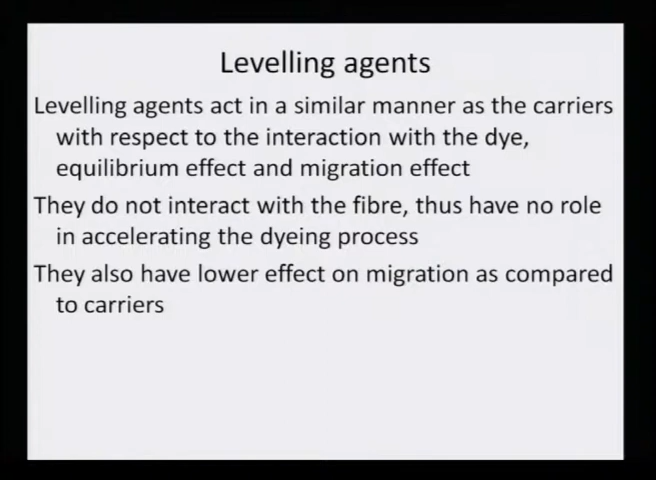 Levelling agents
Levelling agents act in a similar manner as the carriers
with respect to the interaction with the dye,
equilibrium effect and migration effect
They do not interact with the fibre, thus have no role
in accelerating the dyeing process
They also have lower effect on migration as compared
to carriers